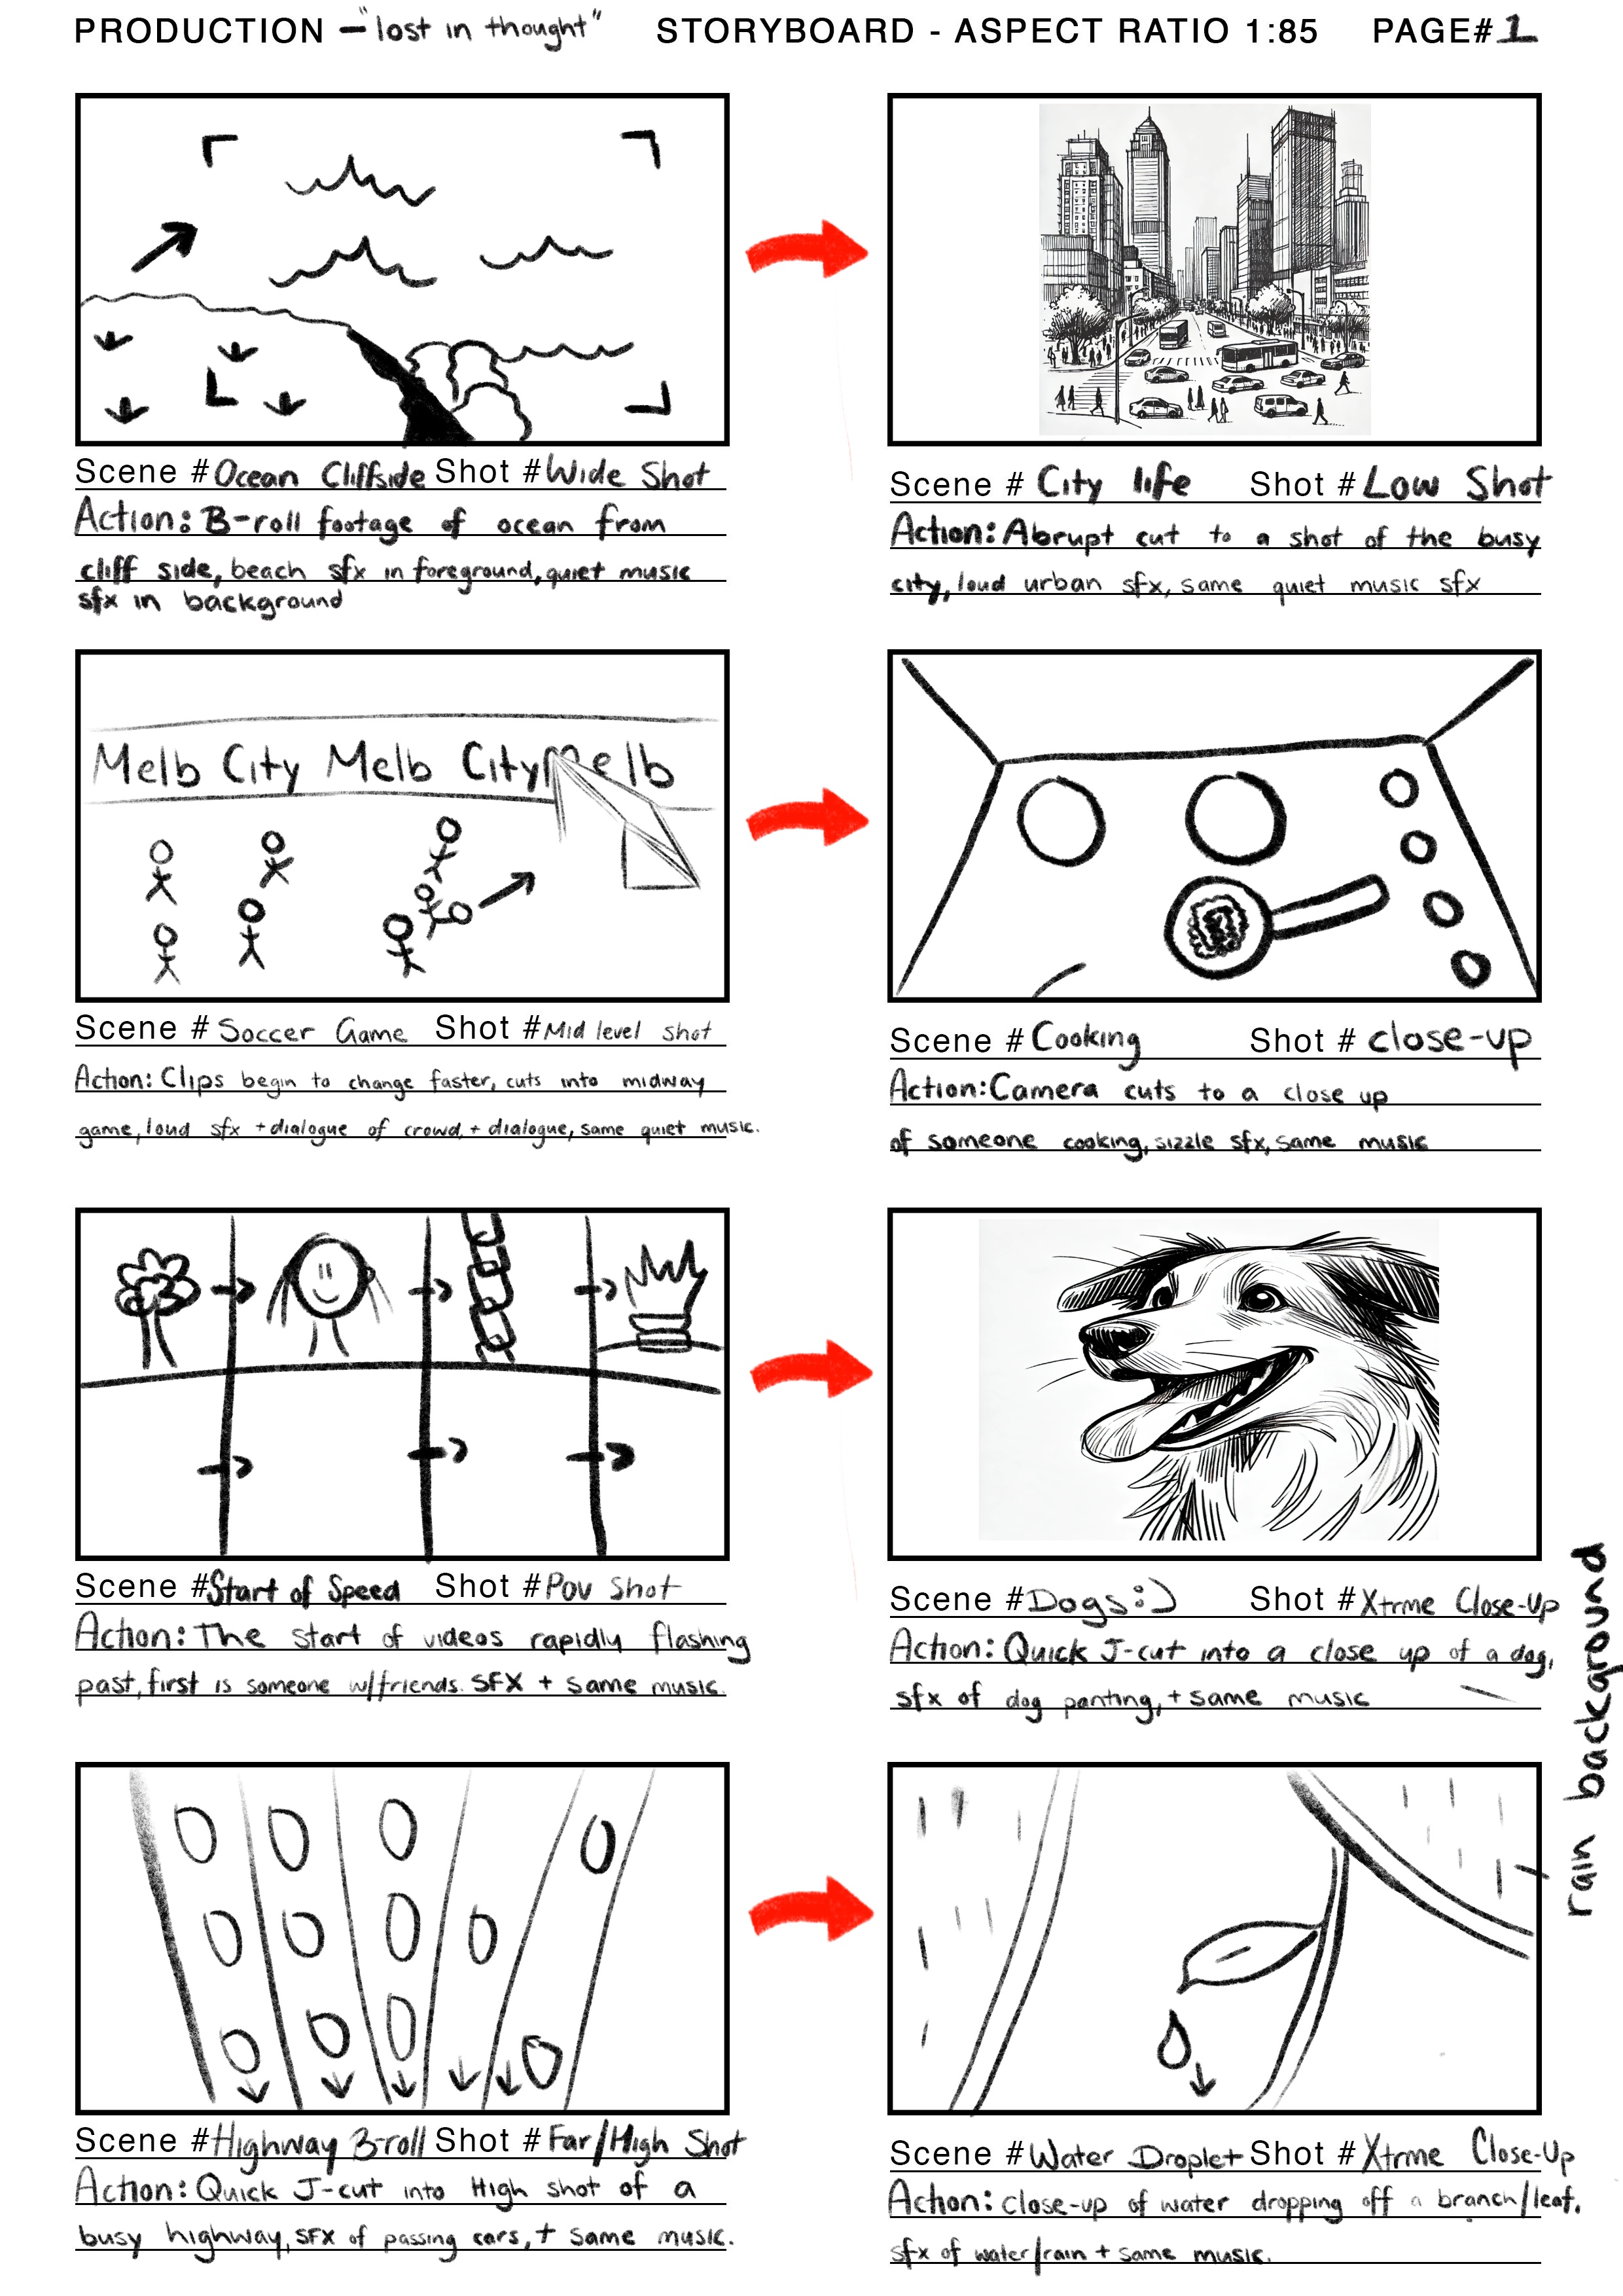 PRODUCTION - "lost in thought" STORYBOARD - ASPECT RATIO 1:85 PAGE# 1
Scene # Ocean Cliffside Shot # Wide Shot
Action: B-roll footage of ocean from
cliff side, beach sfx in foreground, quiet music
sfx in background
Scene # City life Shot # Low Shot
Action: Abrupt cut to a shot of the busy
city, loud urban sfx, same quiet music sfx
Melb City Melb City Melb
Scene # Soccer Game Shot # Mid level shot
Action: Clips begin to change faster, cuts into midway
game, loud sfx + dialogue of crowd, + dialogue, same quiet music.
Scene # Cooking Shot # close-up
Action: Camera cuts to a close up
of someone cooking, sizzle sfx, same music
Scene # Start of Speed Shot # Pov Shot
Action: The start of videos rapidly flashing
past, first is someone w/friends. SFX + same music.
Scene # Dogs :) Shot # Xtrme Close-Up
Action: Quick J-cut into a close up of a dog,
sfx of dog panting, + same music
rain background
Scene # Highway B-roll Shot # Far/High Shot
Action: Quick J-cut into High shot of a
busy highway, SFX of passing cars, + same music.
Scene # Water Droplet Shot # Xtrme Close-Up
Action: close-up of water dropping off a branch/leaf.
sfx of water/rain + same music.